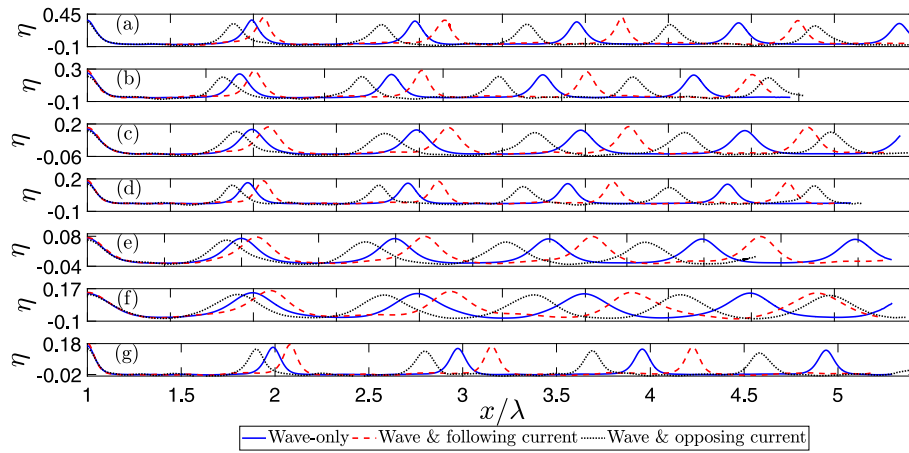 0.45
η
-0.1
(a)
0.3
η
-0.1
(b)
0.2
η
-0.06
(c)
0.2
η
-0.1
(d)
0.08
η
-0.04
(e)
0.17
η
-0.1
(f)
0.18
η
-0.02
(g)
1 1.5 2 2.5 3 3.5 4 4.5 5
x/λ
Wave-only Wave & following current Wave & opposing current